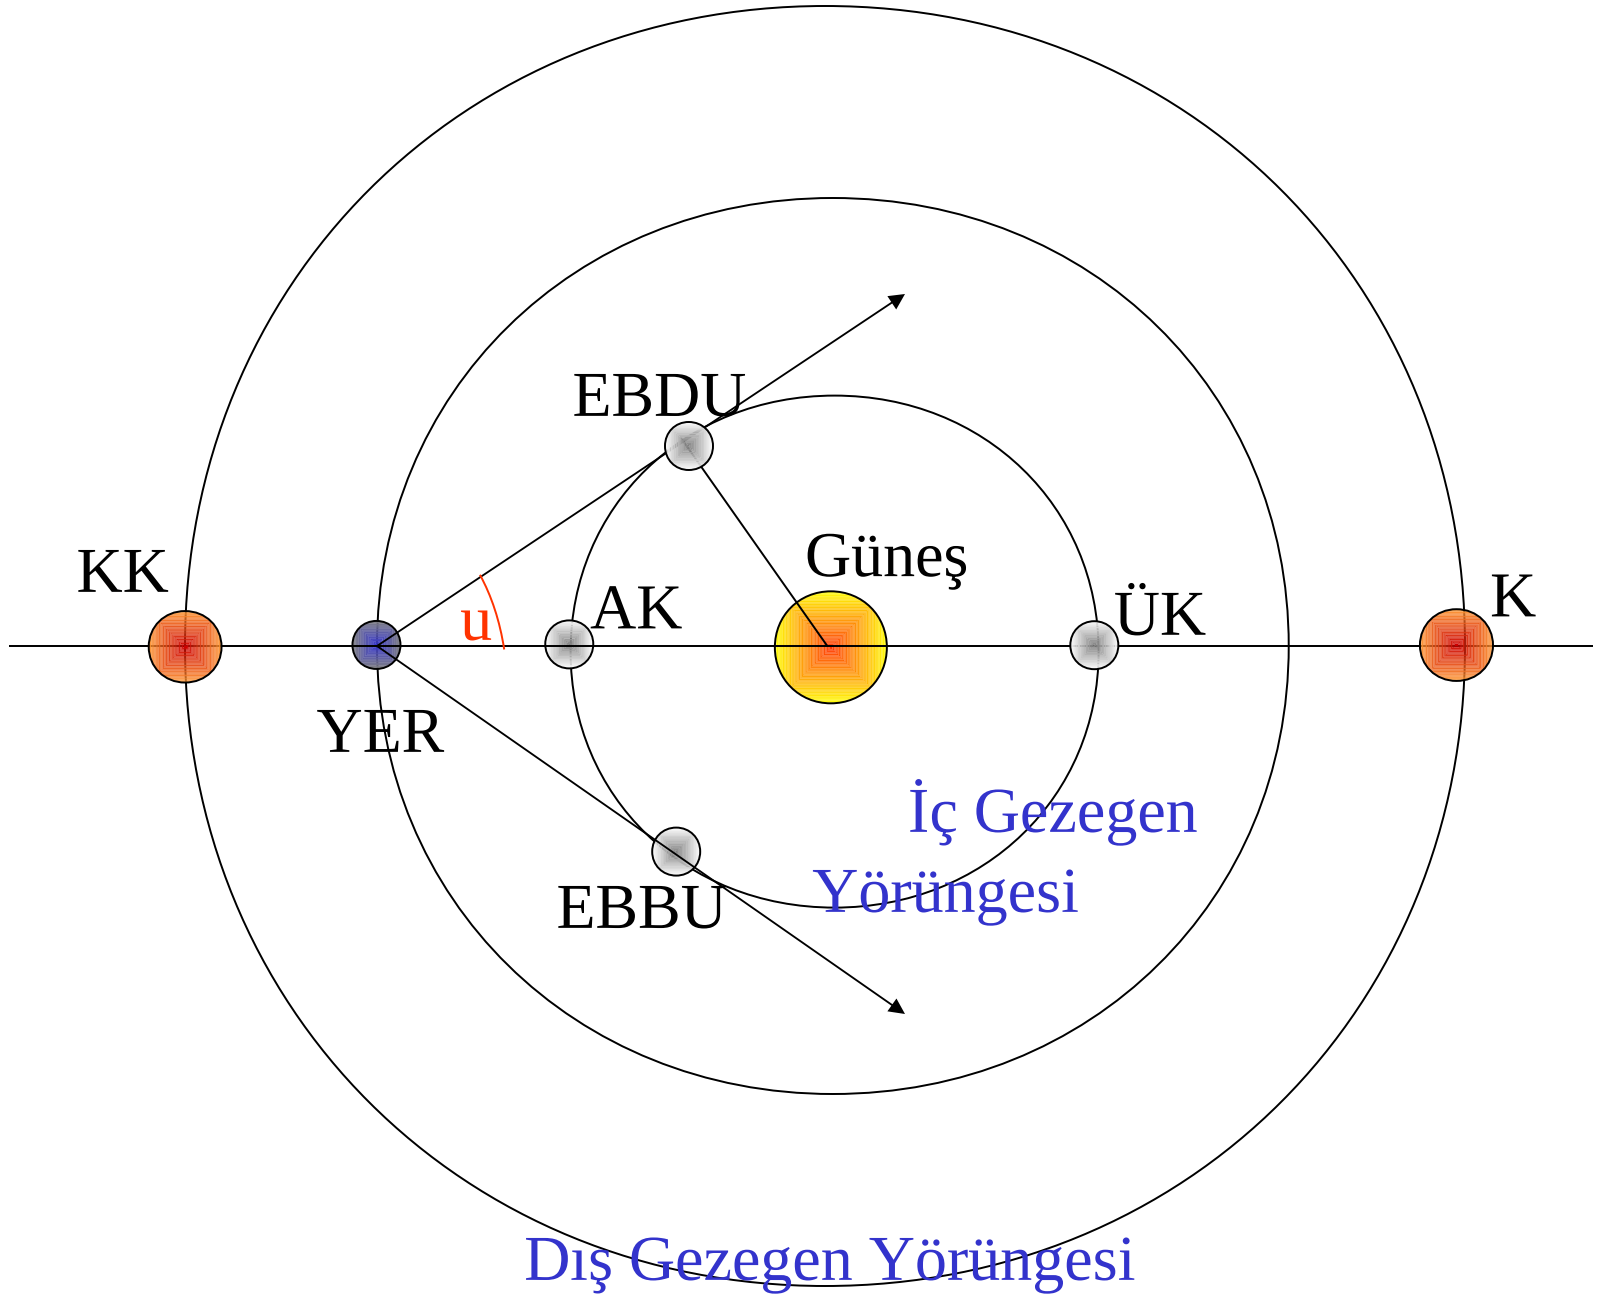 EBDU
Güneş
KK
K
AK
ÜK
u
YER
İç Gezegen
Yörüngesi
EBBU
Dış Gezegen Yörüngesi